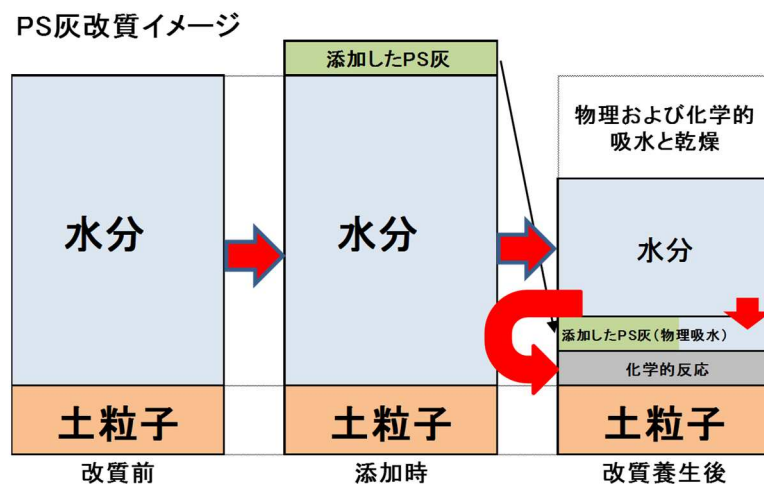 PS灰改質イメージ
添加したPS灰
物理および化学的
吸水と乾燥
水分
水分
水分
添加したPS灰(物理吸水)
化学的反応
土粒子
土粒子
土粒子
改質前
添加時
改質養生後